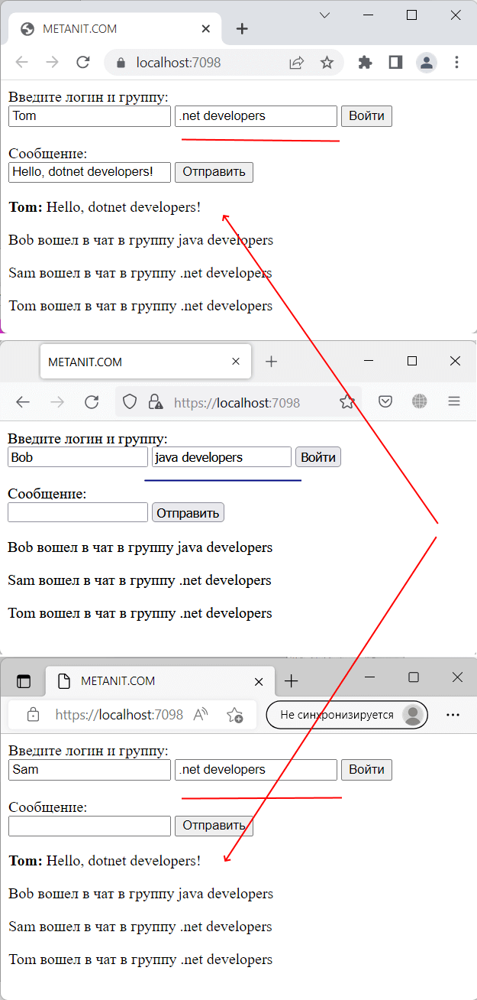 METANIT.COM
localhost:7098
Введите логин и группу:
Tom .net developers Войти
Сообщение:
Hello, dotnet developers! Отправить
Tom: Hello, dotnet developers!
Bob вошел в чат в группу java developers
Sam вошел в чат в группу .net developers
Tom вошел в чат в группу .net developers
METANIT.COM
https://localhost:7098
Введите логин и группу:
Bob java developers Войти
Сообщение:
Отправить
Bob вошел в чат в группу java developers
Sam вошел в чат в группу .net developers
Tom вошел в чат в группу .net developers
METANIT.COM
https://localhost:7098 A Не синхронизируется
Введите логин и группу:
Sam .net developers Войти
Сообщение:
Отправить
Tom: Hello, dotnet developers!
Bob вошел в чат в группу java developers
Sam вошел в чат в группу .net developers
Tom вошел в чат в группу .net developers